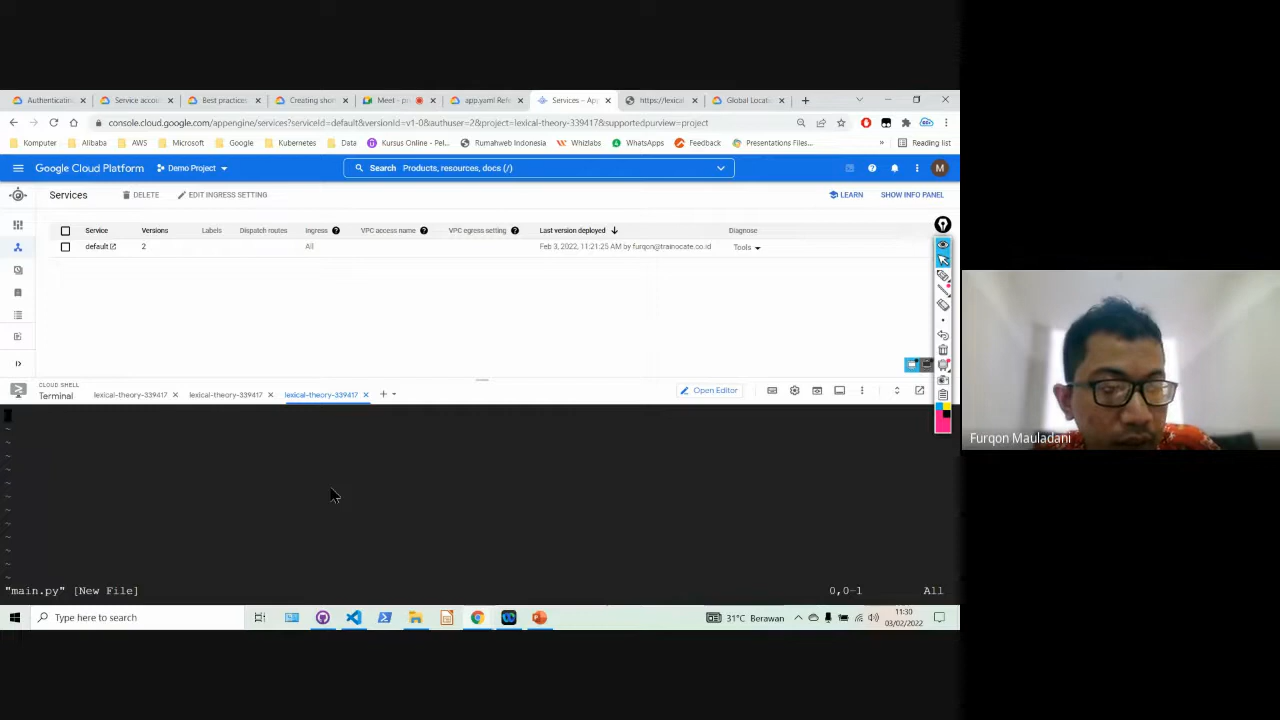 Authenticatin
Service accou
Best practices
Creating shor
Meet - p
app.yaml Refe
Services – App
https://lexical
Global Locati
console.cloud.google.com/appengine/services?serviceId=default&versionId=v1-0&authuser=2&project=lexical-theory-339417&supportedpurview=project
Komputer
Alibaba
AWS
Microsoft
Google
Kubernetes
Data
Kursus Online - Pel...
Rumahweb Indonesia
Whizlabs
WhatsApps
Feedback
Presentations Files...
»
Reading list
Google Cloud Platform
Demo Project
Search Products, resources, docs (/)
M
Services
DELETE
EDIT INGRESS SETTING
LEARN
SHOW INFO PANEL
Service Versions Labels Dispatch routes Ingress VPC access name VPC egress setting Last version deployed Diagnose
default 2 All Feb 3, 2022, 11:21:25 AM by furqon@trainocate.co.id Tools
CLOUD SHELL
Terminal
lexical-theory-339417
lexical-theory-339417
lexical-theory-339417
Open Editor
~
~
~
~
~
~
~
~
~
~
~
~
"main.py" [New File] 0,0-1 All
Type here to search
31°C Berawan
11:30
03/02/2022
Furqon Mauladani